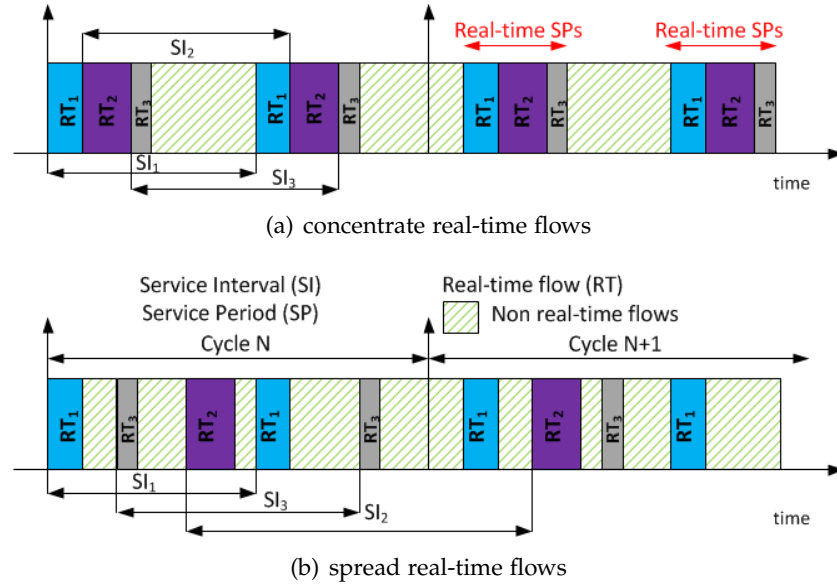 SI₂
Real-time SPs
Real-time SPs
RT₁
RT₂
RT₃
RT₁
RT₂
RT₃
RT₁
RT₂
RT₃
RT₁
RT₂
RT₃
SI₁
SI₃
time
(a) concentrate real-time flows
Service Interval (SI)
Real-time flow (RT)
Service Period (SP)
Non real-time flows
Cycle N
Cycle N+1
RT₁
RT₃
RT₂
RT₁
RT₃
RT₁
RT₂
RT₃
RT₁
SI₁
SI₃
SI₂
time
(b) spread real-time flows